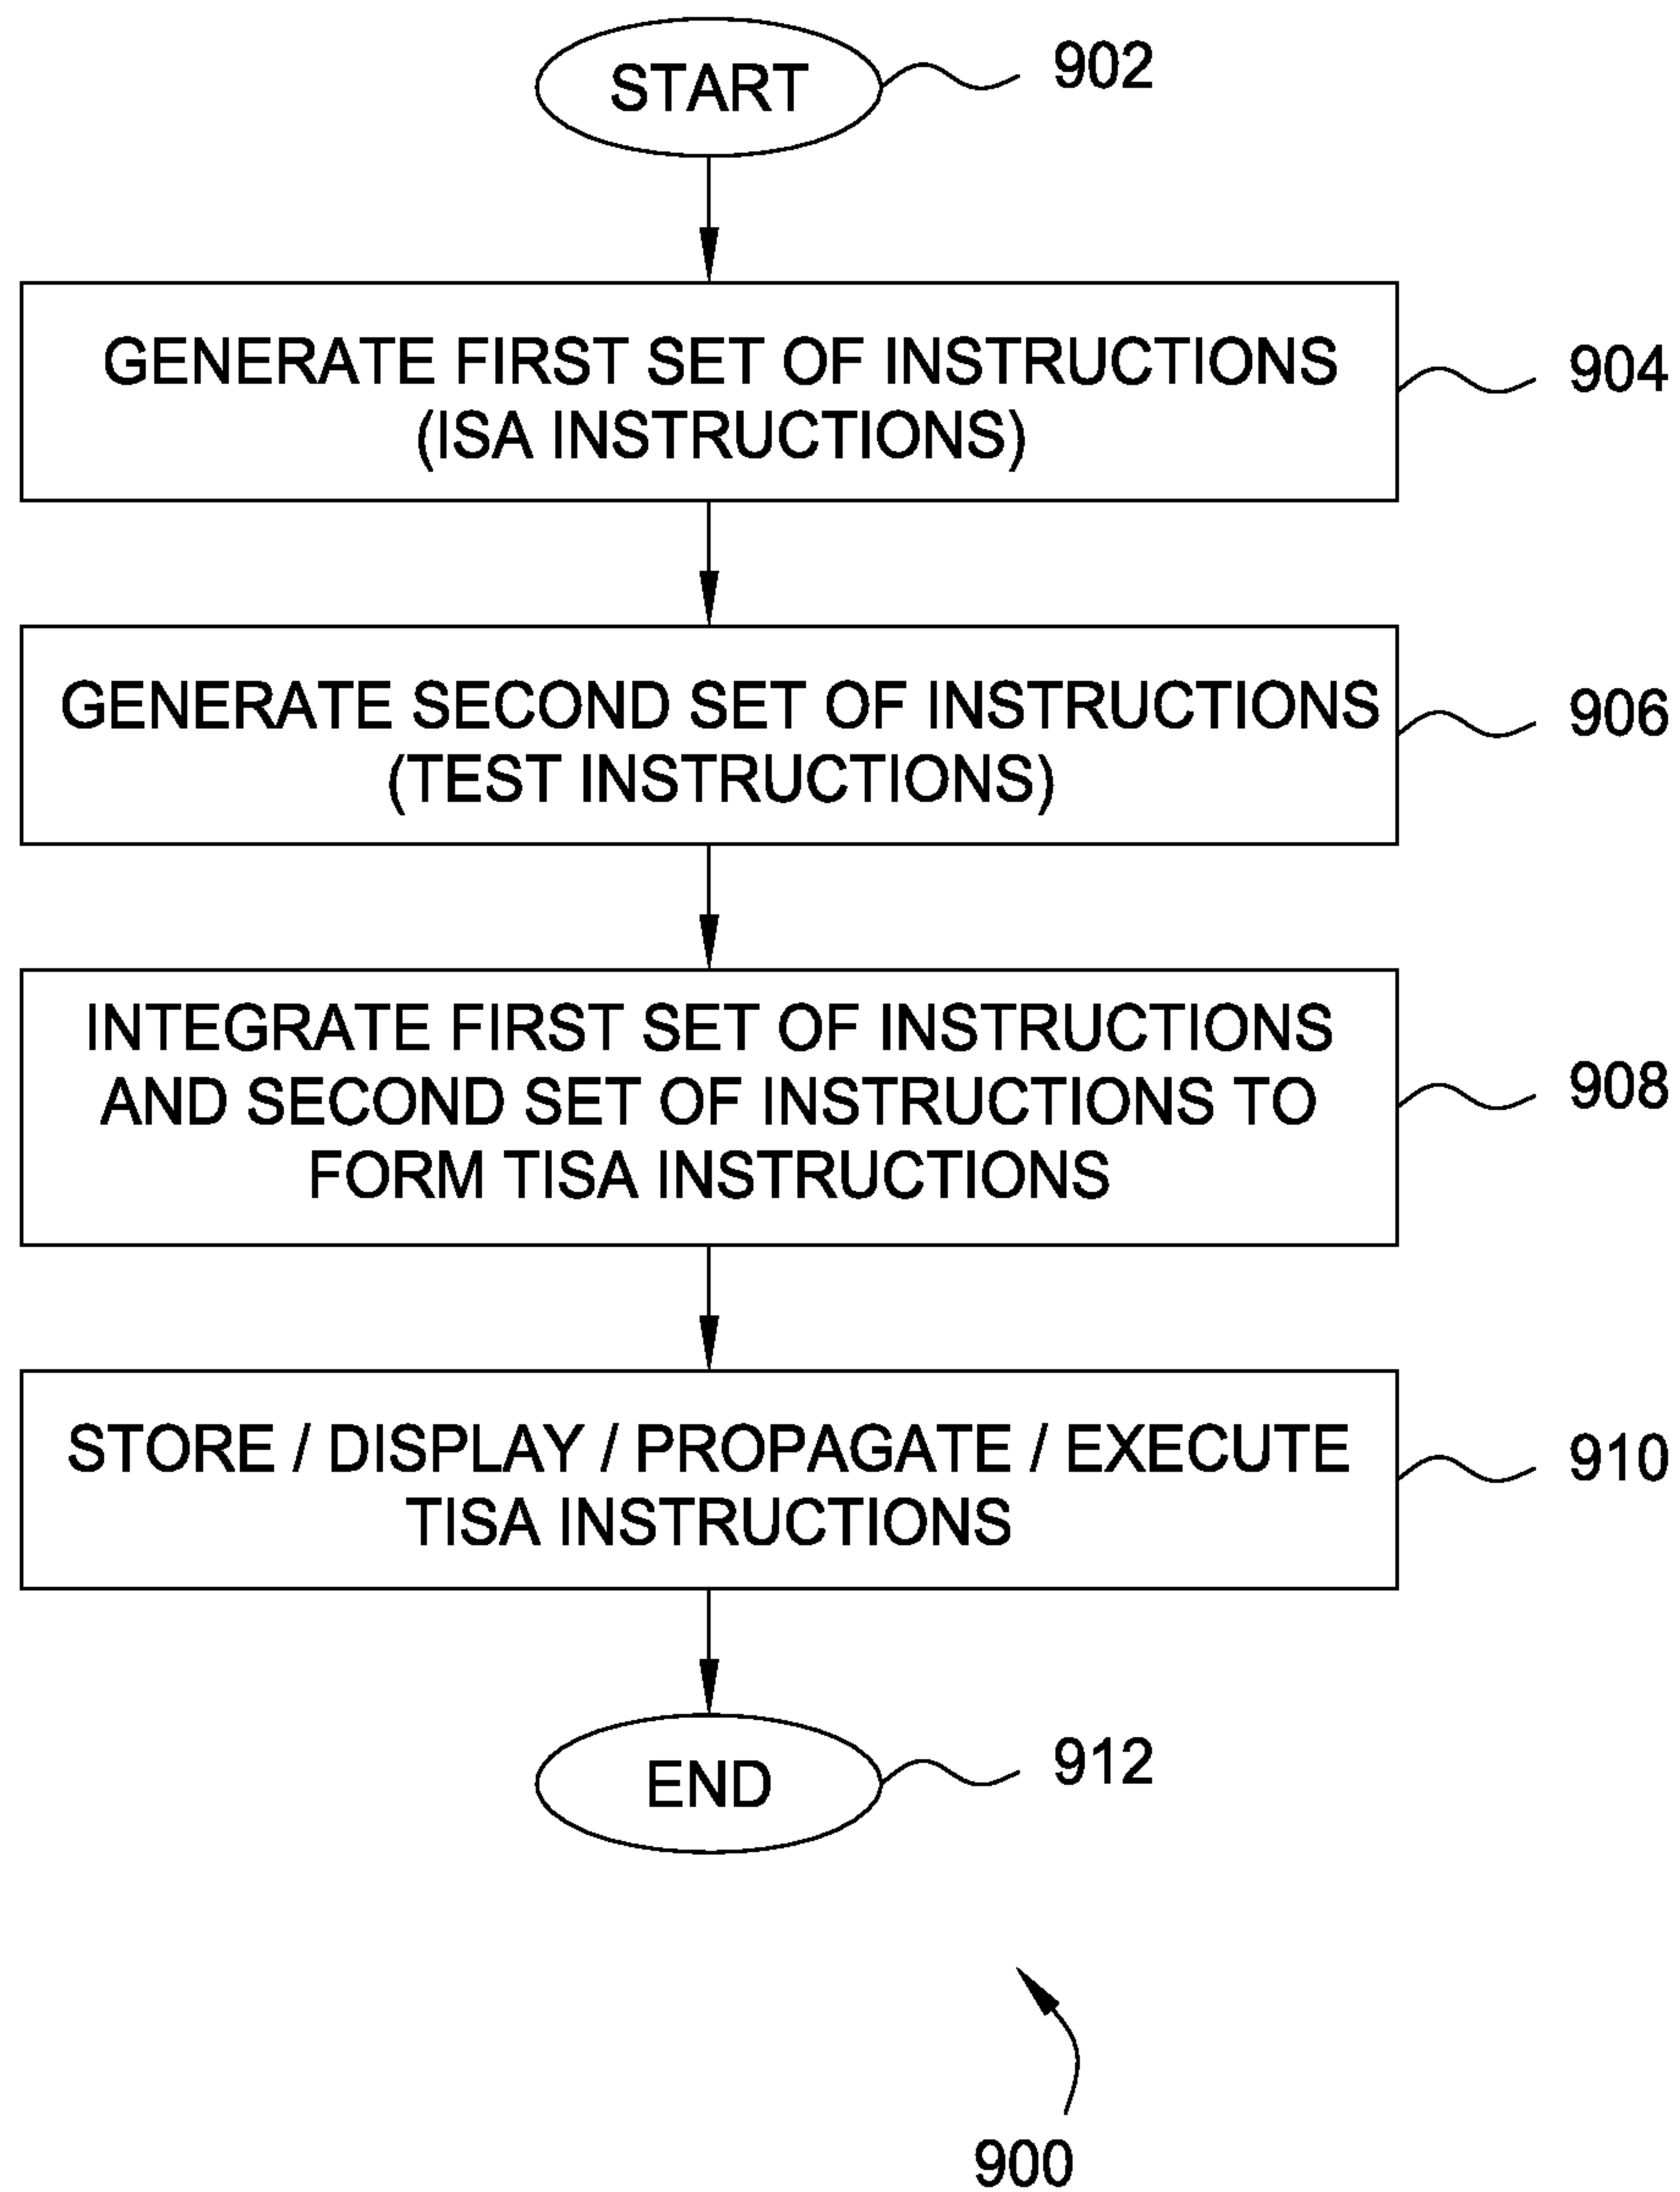 START
902
GENERATE FIRST SET OF INSTRUCTIONS
(ISA INSTRUCTIONS)
904
GENERATE SECOND SET OF INSTRUCTIONS
(TEST INSTRUCTIONS)
906
INTEGRATE FIRST SET OF INSTRUCTIONS
AND SECOND SET OF INSTRUCTIONS TO
FORM TISA INSTRUCTIONS
908
STORE / DISPLAY / PROPAGATE / EXECUTE
TISA INSTRUCTIONS
910
END
912
900